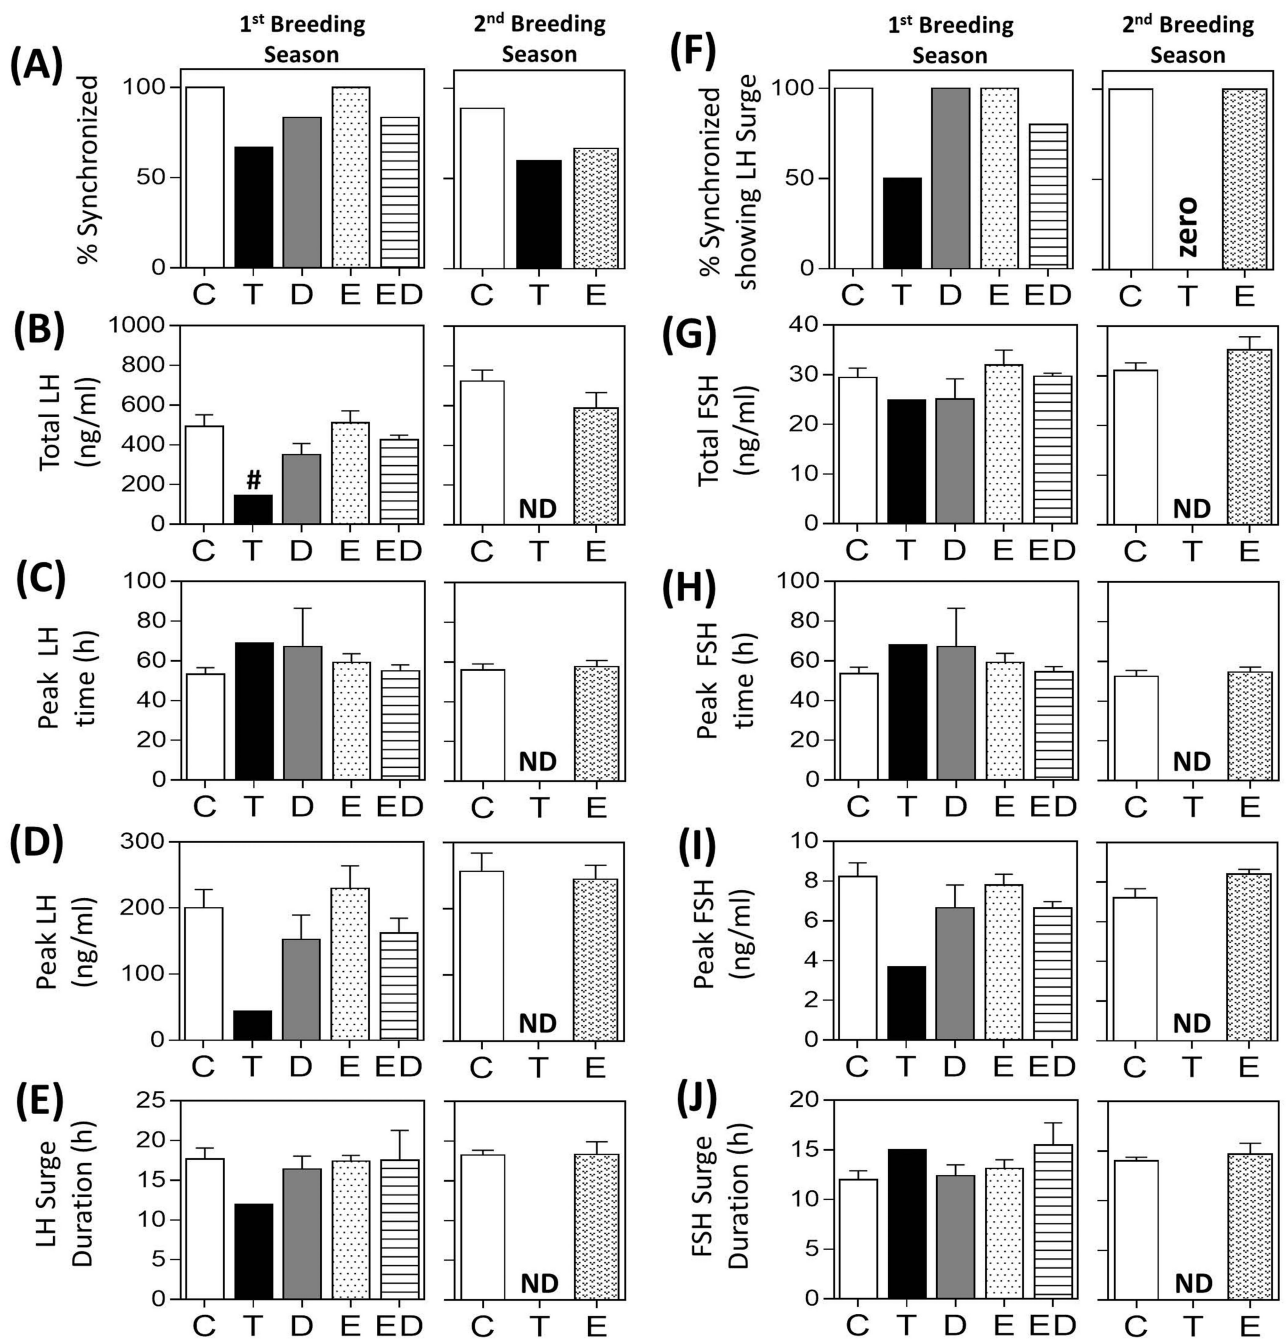 1st Breeding Season
2nd Breeding Season
(A)
% Synchronized
100
50
0
C T D E ED
C T E
(B)
Total LH (ng/ml)
1000
800
600
400
200
0
#
ND
C T D E ED
C T E
(C)
Peak LH time (h)
100
80
60
40
20
0
ND
C T D E ED
C T E
(D)
Peak LH (ng/ml)
300
200
100
0
ND
C T D E ED
C T E
(E)
LH Surge Duration (h)
25
20
15
10
5
0
ND
C T D E ED
C T E
1st Breeding Season
2nd Breeding Season
(F)
% Synchronized showing LH Surge
100
50
0
zero
C T D E ED
C T E
(G)
Total FSH (ng/ml)
40
30
20
10
0
ND
C T D E ED
C T E
(H)
Peak FSH time (h)
100
80
60
40
20
0
ND
C T D E ED
C T E
(I)
Peak FSH (ng/ml)
10
8
6
4
2
0
ND
C T D E ED
C T E
(J)
FSH Surge Duration (h)
20
15
10
5
0
ND
C T D E ED
C T E